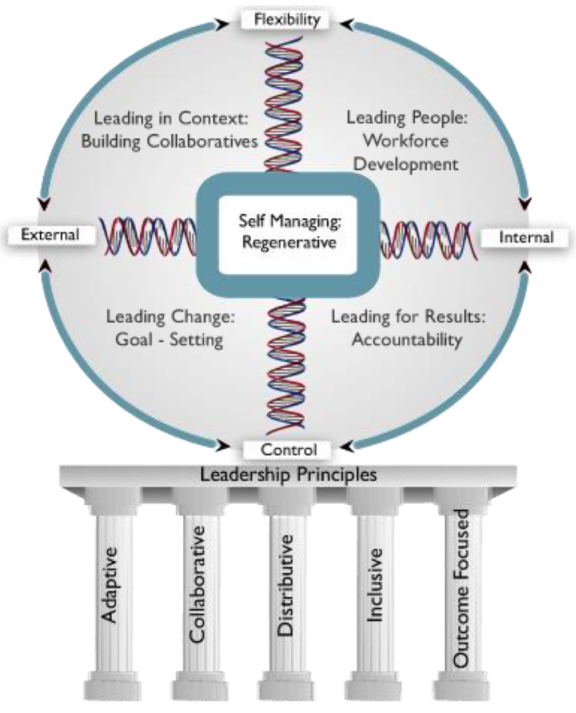 Flexibility
Leading in Context:
Building Collaboratives
Leading People:
Workforce
Development
External
Self Managing:
Regenerative
Internal
Leading Change:
Goal - Setting
Leading for Results:
Accountability
Control
Leadership Principles
Adaptive
Collaborative
Distributive
Inclusive
Outcome Focused